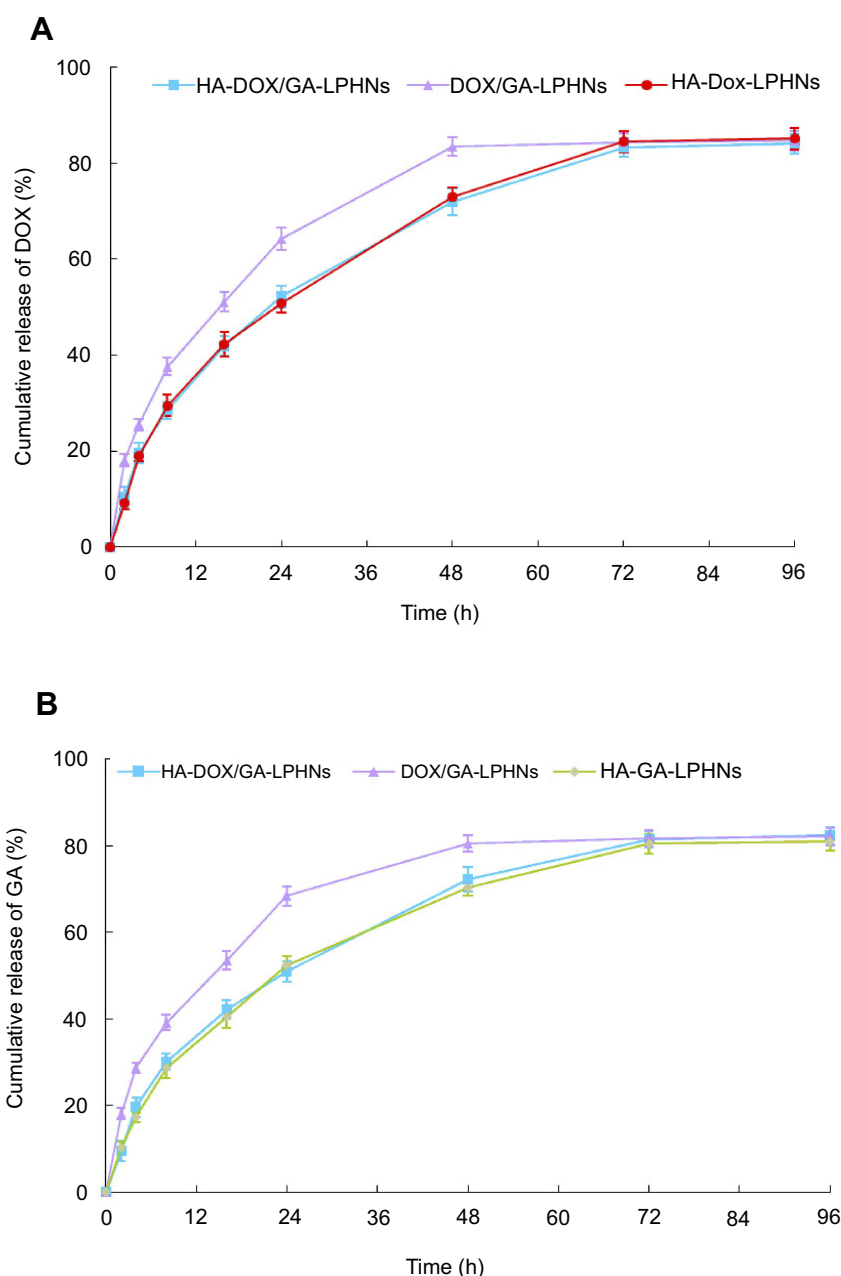 A
HA-DOX/GA-LPHNs DOX/GA-LPHNs HA-Dox-LPHNs
Cumulative release of DOX (%)
100
80
60
40
20
0
0 12 24 36 48 60 72 84 96
Time (h)
B
HA-DOX/GA-LPHNs DOX/GA-LPHNs HA-GA-LPHNs
Cumulative release of GA (%)
100
80
60
40
20
0
0 12 24 36 48 60 72 84 96
Time (h)